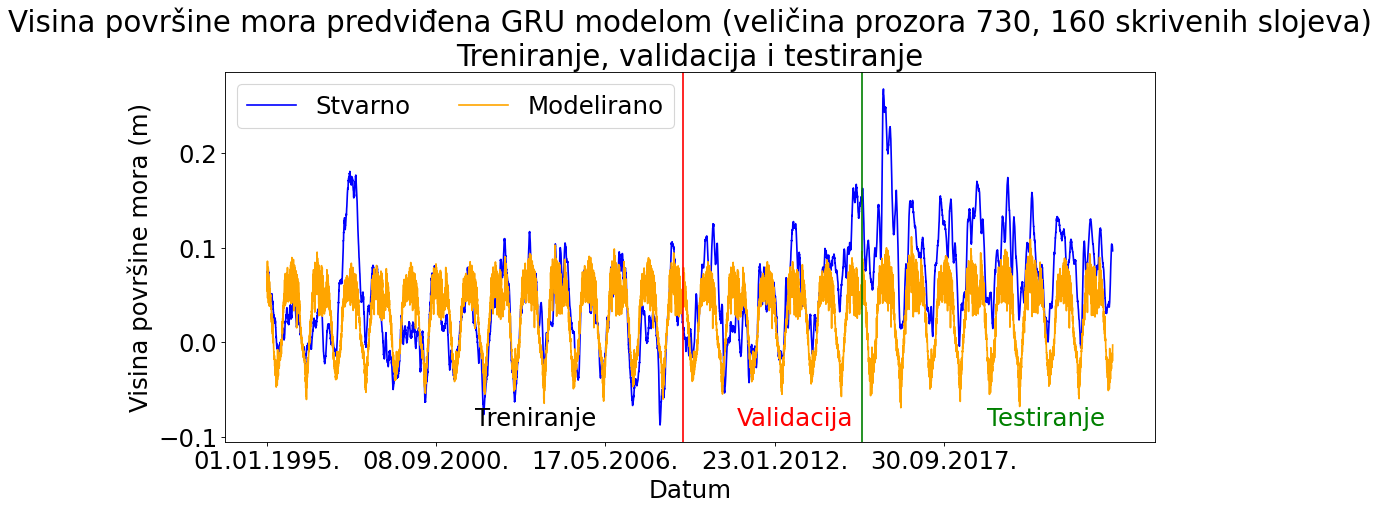 Visina površine mora predviđena GRU modelom (veličina prozora 730, 160 skrivenih slojeva)
Treniranje, validacija i testiranje
Stvarno
Modelirano
Visina površine mora (m)
0.2
0.1
0.0
−0.1
Treniranje
Validacija
Testiranje
01.01.1995.
08.09.2000.
17.05.2006.
23.01.2012.
30.09.2017.
Datum